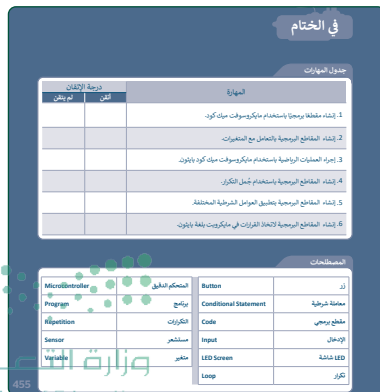 في الختام
جدول المهارات
المهارة
درجة الإتقان
أتقن
لم يتقن
1. إنشاء مقطعًا برمجيًا باستخدام مايكروسوفت ميك كود.
2. إنشاء المقاطع البرمجية بالتعامل مع المتغيرات.
3. إجراء العمليات الرياضية باستخدام مايكروسوفت ميك كود بايثون.
4. إنشاء المقاطع البرمجية باستخدام جُمل التكرار.
5. إنشاء المقاطع البرمجية بتطبيق العوامل الشرطية المختلفة.
6. إنشاء المقاطع البرمجية لاتخاذ القرارات في مايكروبت بلغة بايثون.
المصطلحات
زر Button المتحكم الدقيق Microcontroller
معاملة شرطية Conditional Statement برنامج Program
مقطع برمجي Code التكرارات Repetition
الإدخال Input مستشعر Sensor
LED شاشة LED Screen متغير Variable
تكرار Loop
وزارة التعـ
455